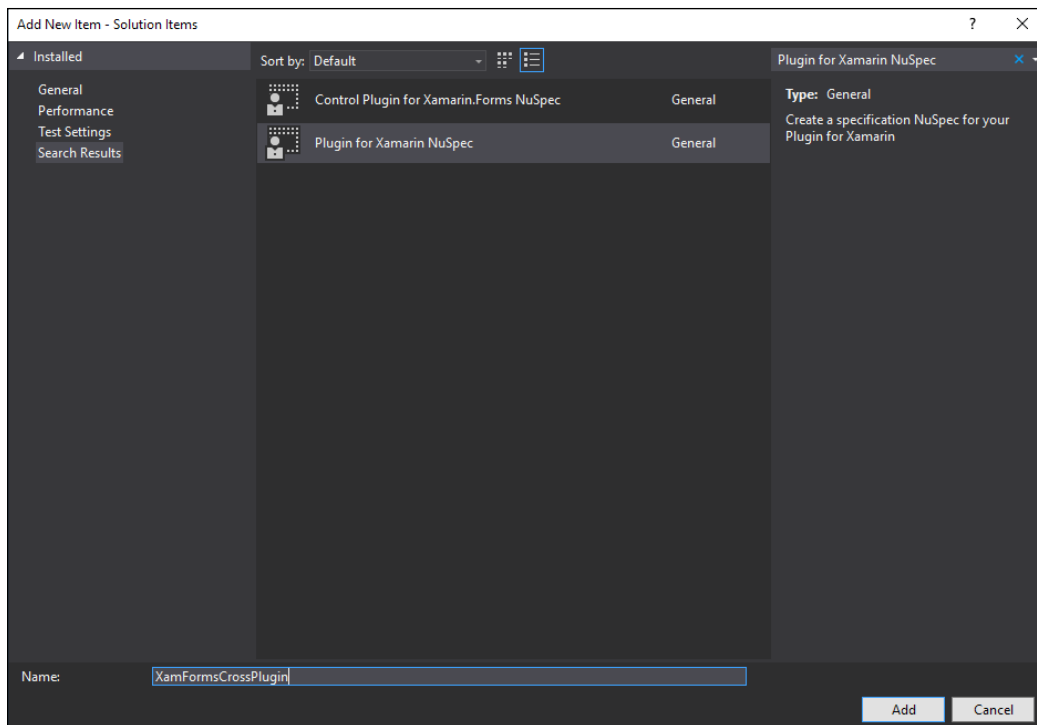 Add New Item - Solution Items
Installed
General
Performance
Test Settings
Search Results
Sort by: Default
Control Plugin for Xamarin.Forms NuSpec General
Plugin for Xamarin NuSpec General
Plugin for Xamarin NuSpec
Type: General
Create a specification NuSpec for your
Plugin for Xamarin
Name: XamFormsCrossPlugin
Add Cancel